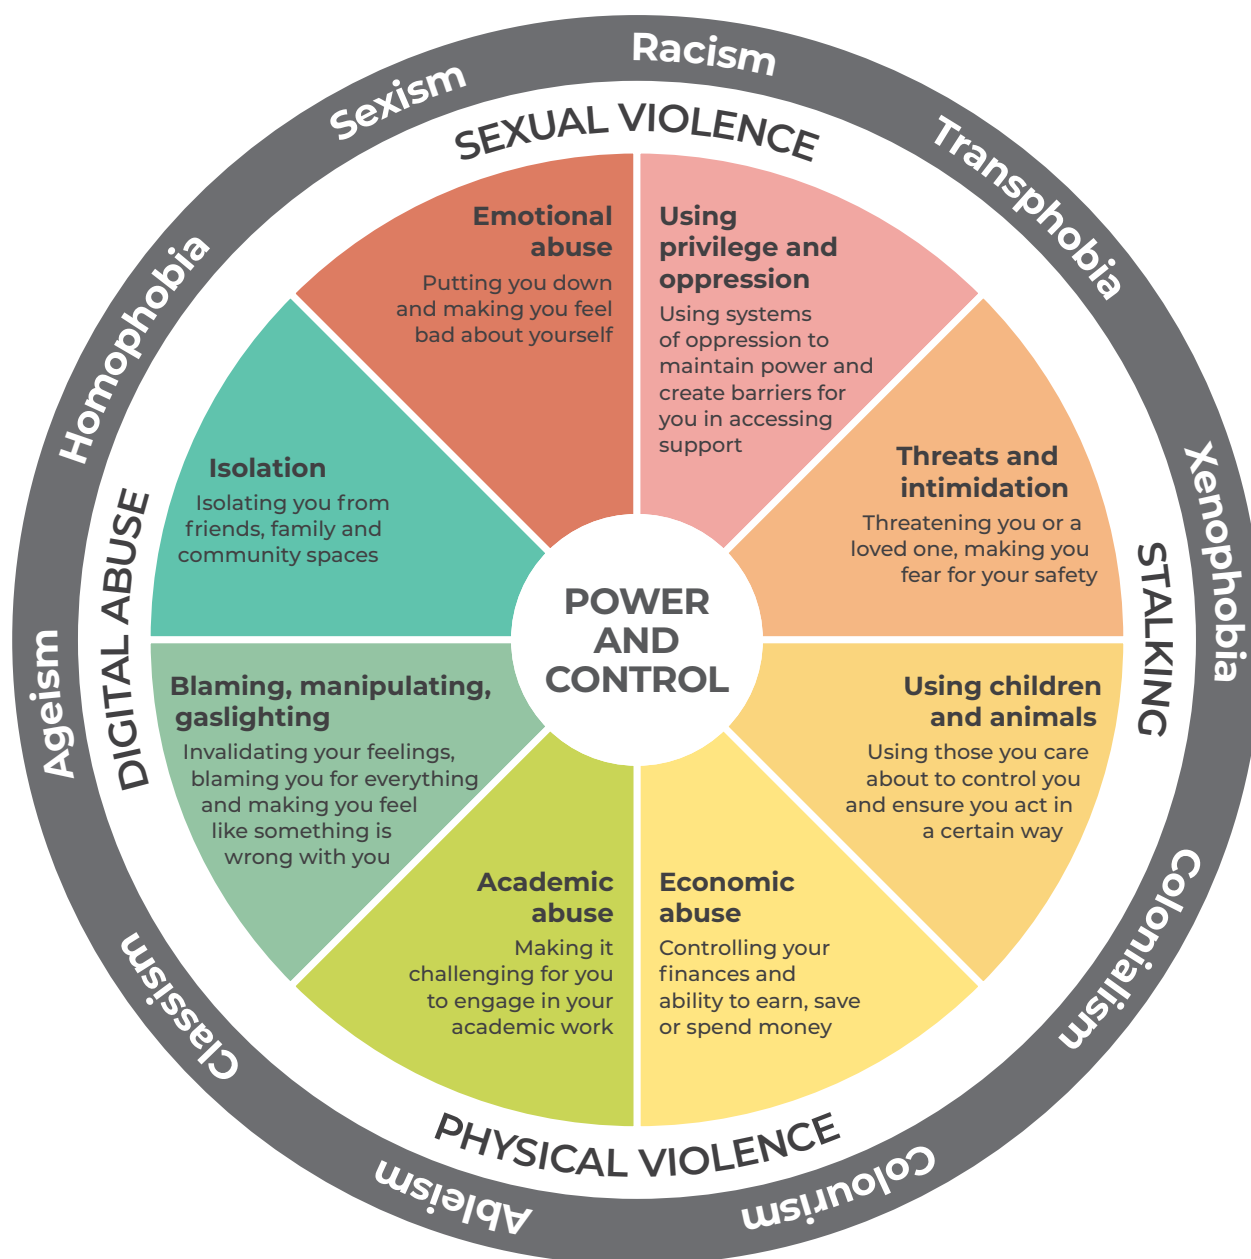 Racism
Transphobia
Xenophobia
Colonialism
Colourism
Ableism
Classism
Ageism
Homophobia
Sexism
SEXUAL VIOLENCE
STALKING
PHYSICAL VIOLENCE
DIGITAL ABUSE
Emotional
abuse
Putting you down
and making you feel
bad about yourself
Using
privilege and
oppression
Using systems
of oppression to
maintain power and
create barriers for
you in accessing
support
Threats and
intimidation
Threatening you or a
loved one, making you
fear for your safety
Using children
and animals
Using those you care
about to control you
and ensure you act in
a certain way
Economic
abuse
Controlling your
finances and
ability to earn, save
or spend money
Academic
abuse
Making it
challenging for you
to engage in your
academic work
Blaming, manipulating,
gaslighting
Invalidating your feelings,
blaming you for everything
and making you feel
like something is
wrong with you
Isolation
Isolating you from
friends, family and
community spaces
POWER
AND
CONTROL